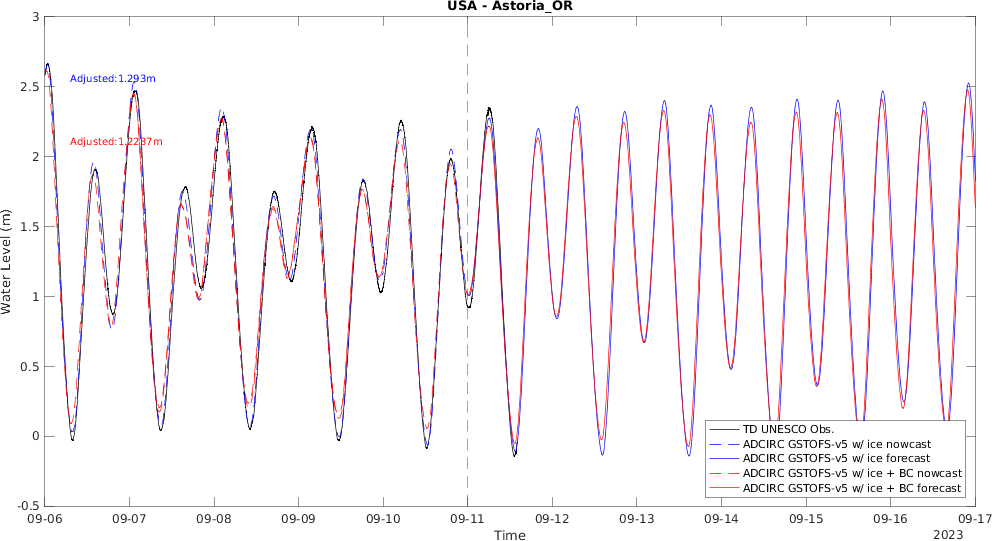 USA - Astoria_OR
3
2.5
2
1.5
1
0.5
0
-0.5
Water Level (m)
Adjusted:1.293m
Adjusted:1.2237m
TD UNESCO Obs.
ADCIRC GSTOFS-v5 w/ ice nowcast
ADCIRC GSTOFS-v5 w/ ice forecast
ADCIRC GSTOFS-v5 w/ ice + BC nowcast
ADCIRC GSTOFS-v5 w/ ice + BC forecast
09-06 09-07 09-08 09-09 09-10 09-11 09-12 09-13 09-14 09-15 09-16 09-17
Time
2023